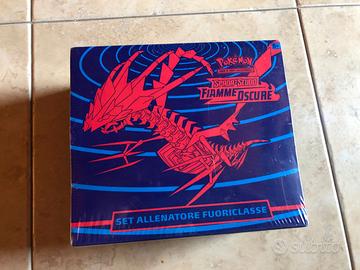 POKÉMON
SPADA E SCUDO
FIAMME OSCURE
SET ALLENATORE FUORICLASSE
subito